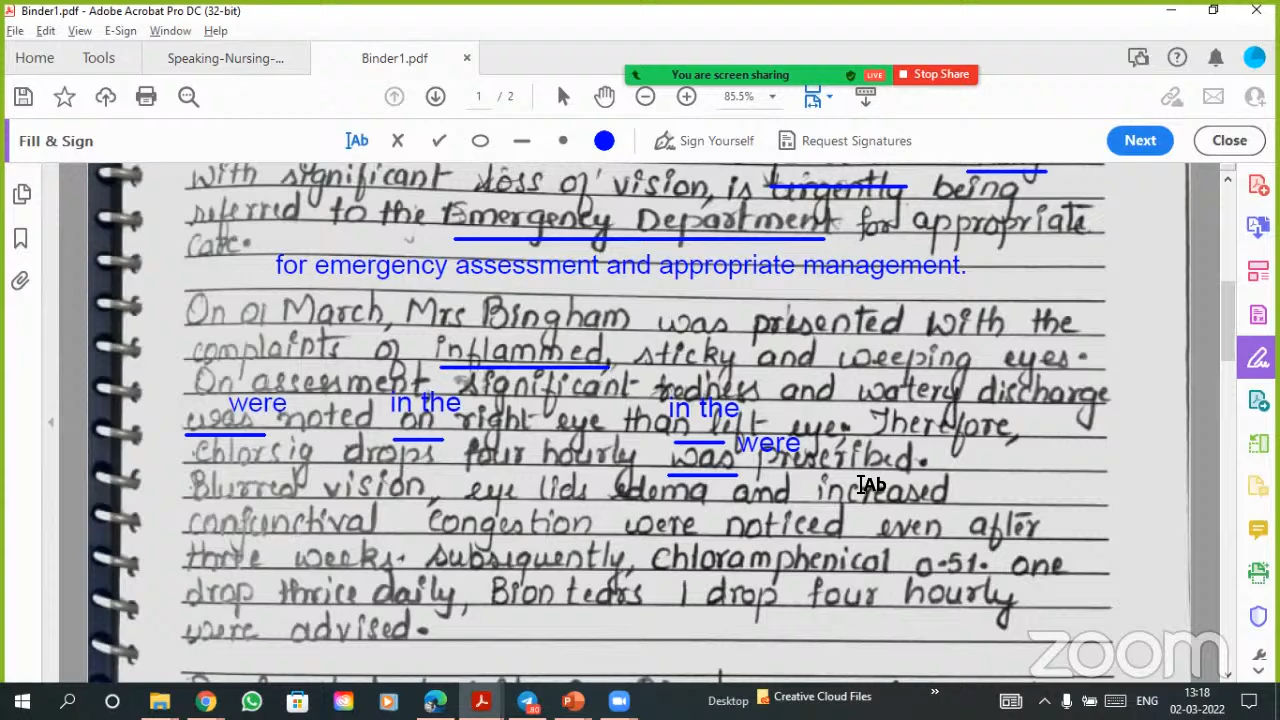 Binder1.pdf - Adobe Acrobat Pro DC (32-bit)
File Edit View E-Sign Window Help
Home Tools Speaking-Nursing-... Binder1.pdf ×
You are screen sharing LIVE Stop Share
1 / 2 85.5%
Fill & Sign Ab Sign Yourself Request Signatures Next Close
with significant loss of vision, is urgently being
referred to the Emergency Department for appropriate
care.
for emergency assessment and appropriate management.
On 01 March, Mrs Bingham was presented with the
complaints of inflammed, sticky and weeping eyes.
On assessment significant redness and watery discharge
were in the in the
was noted on right eye than left eye. Therefore,
were
Chlorsig drops four hourly was prescribed.
Blurred vision, eye lids edema and increased
Ab
conjunctival congestion were noticed even after
three weeks. Subsequently, Chloramphenical 0.5%. one
drop thrice daily, Bion tears 1 drop four hourly
were advised.
zoom
Desktop Creative Cloud Files » ENG 13:18
02-03-2022